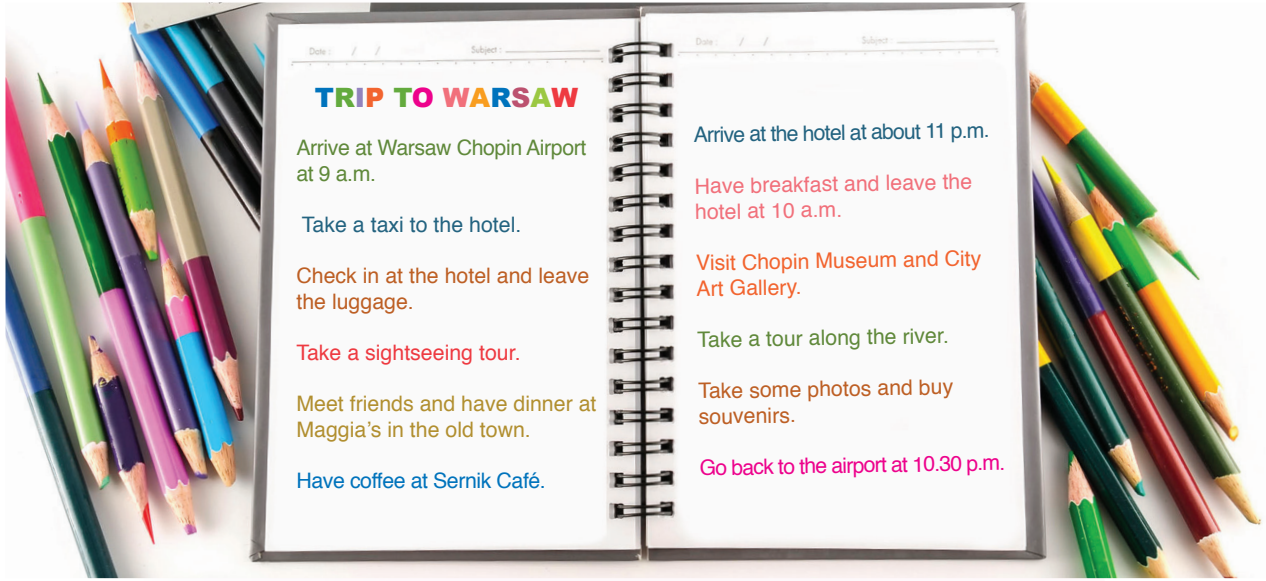 Date : / /
Subject :
TRIP TO WARSAW
Arrive at Warsaw Chopin Airport
at 9 a.m.
Take a taxi to the hotel.
Check in at the hotel and leave
the luggage.
Take a sightseeing tour.
Meet friends and have dinner at
Maggia’s in the old town.
Have coffee at Sernik Café.
Date : / /
Subject :
Arrive at the hotel at about 11 p.m.
Have breakfast and leave the
hotel at 10 a.m.
Visit Chopin Museum and City
Art Gallery.
Take a tour along the river.
Take some photos and buy
souvenirs.
Go back to the airport at 10.30 p.m.